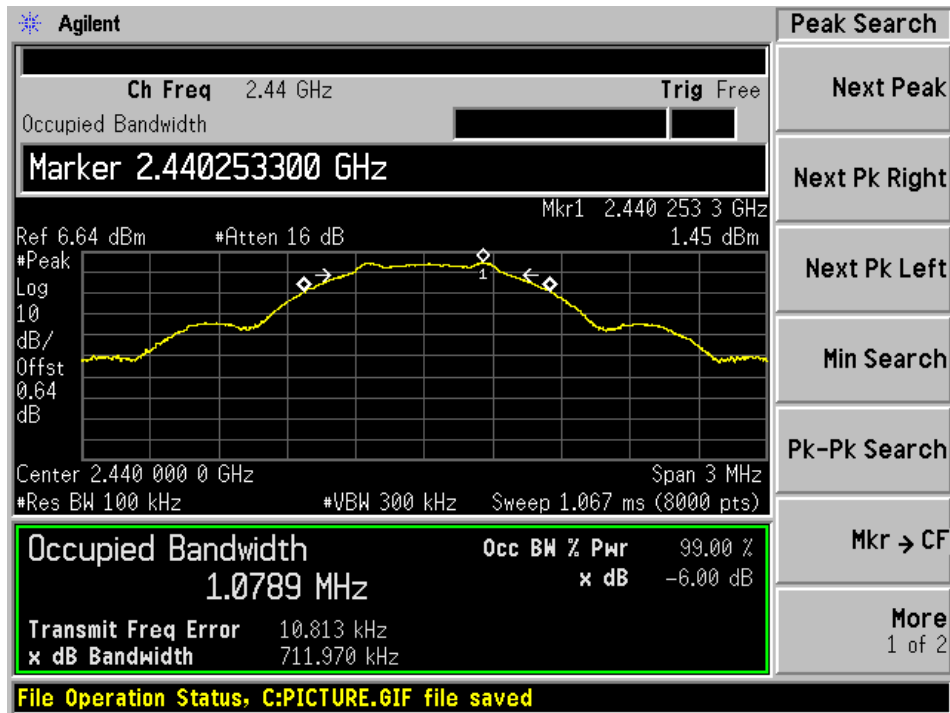 Agilent
Peak Search
Ch Freq 2.44 GHz
Trig Free
Occupied Bandwidth
Marker 2.440253300 GHz
Mkr1 2.440 253 3 GHz
Ref 6.64 dBm #Atten 16 dB 1.45 dBm
#Peak
Log
10
dB/
Offst
0.64
dB
1
Center 2.440 000 0 GHz Span 3 MHz
#Res BW 100 kHz #VBW 300 kHz Sweep 1.067 ms (8000 pts)
Occupied Bandwidth
1.0789 MHz
Occ BW % Pwr 99.00 %
x dB -6.00 dB
Transmit Freq Error 10.813 kHz
x dB Bandwidth 711.970 kHz
Next Peak
Next Pk Right
Next Pk Left
Min Search
Pk-Pk Search
Mkr → CF
More
1 of 2
File Operation Status, C:PICTURE.GIF file saved